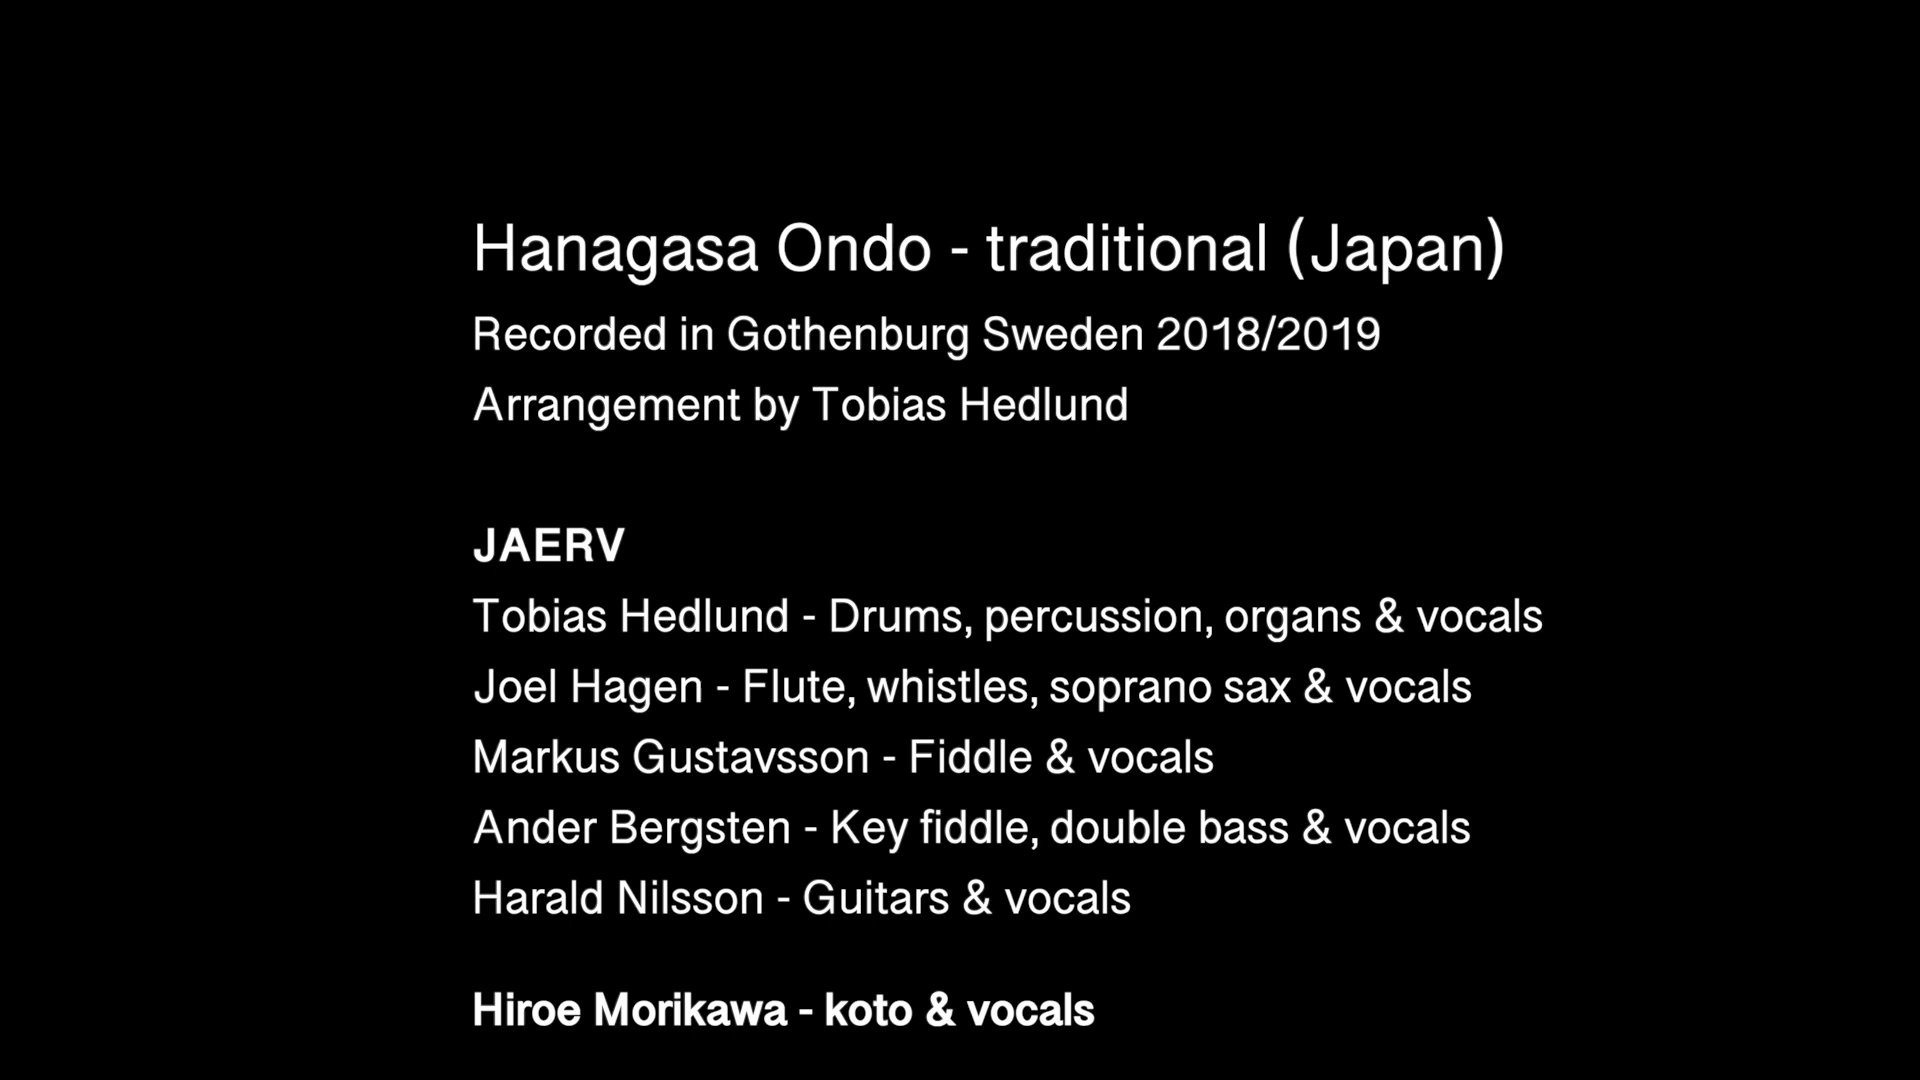 Hanagasa Ondo - traditional (Japan)
Recorded in Gothenburg Sweden 2018/2019
Arrangement by Tobias Hedlund
JAERV
Tobias Hedlund - Drums, percussion, organs & vocals
Joel Hagen - Flute, whistles, soprano sax & vocals
Markus Gustavsson - Fiddle & vocals
Ander Bergsten - Key fiddle, double bass & vocals
Harald Nilsson - Guitars & vocals
Hiroe Morikawa - koto & vocals